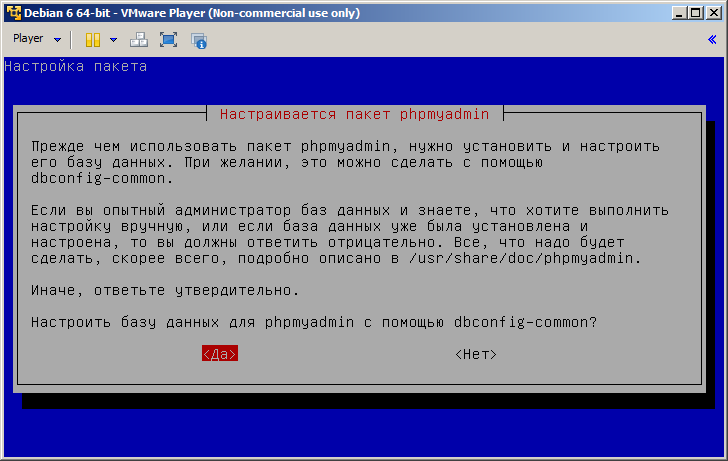 Debian 6 64-bit - VMware Player (Non-commercial use only)
Player
Настройка пакета
Настраивается пакет phpmyadmin
Прежде чем использовать пакет phpmyadmin, нужно установить и настроить
его базу данных. При желании, это можно сделать с помощью
dbconfig-common.
Если вы опытный администратор баз данных и знаете, что хотите выполнить
настройку вручную, или если база данных уже была установлена и
настроена, то вы должны ответить отрицательно. Все, что надо будет
сделать, скорее всего, подробно описано в /usr/share/doc/phpmyadmin.
Иначе, ответьте утвердительно.
Настроить базу данных для phpmyadmin с помощью dbconfig-common?
<Да> <Нет>